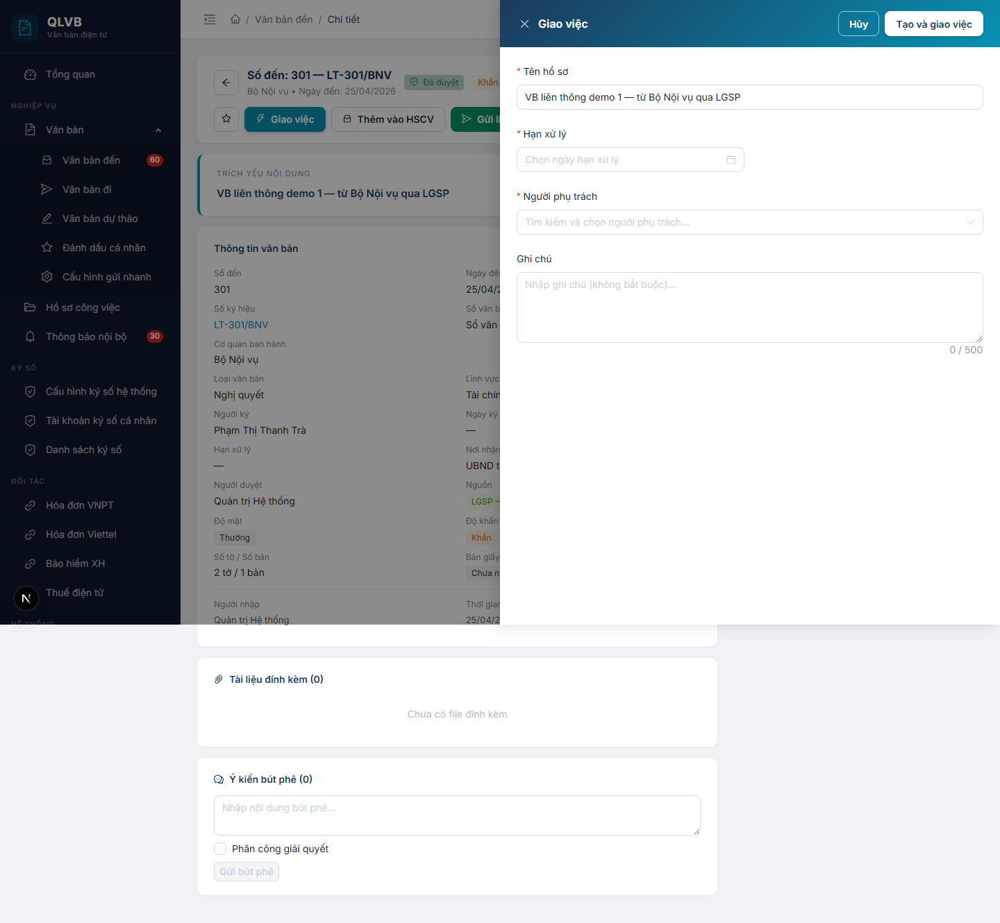 QLVB
Văn bản điện tử
Tổng quan
NGHIỆP VỤ
Văn bản
Văn bản đến
60
Văn bản đi
Văn bản dự thảo
Đánh dấu cá nhân
Cấu hình gửi nhanh
Hồ sơ công việc
Thông báo nội bộ
30
KÝ SỐ
Cấu hình ký số hệ thống
Tài khoản ký số cá nhân
Danh sách ký số
ĐỐI TÁC
Hóa đơn VNPT
Hóa đơn Viettel
Bảo hiểm XH
Thuế điện tử
N
HỆ THỐNG
/ Văn bản đến / Chi tiết
Số đến: 301 — LT-301/BNV
Bộ Nội vụ • Ngày đến: 25/04/2026
Đã duyệt
Khẩn
Giao việc
Thêm vào HSCV
Gửi
TRÍCH YẾU NỘI DUNG
VB liên thông demo 1 — từ Bộ Nội vụ qua LGSP
Thông tin văn bản
Số đến
301
Ngày đến
25/04/2
Số ký hiệu
LT-301/BNV
Số văn b
Sổ văn
Cơ quan ban hành
Bộ Nội vụ
Loại văn bản
Nghị quyết
Lĩnh vực
Tài chín
Người ký
Phạm Thị Thanh Trà
Ngày ký
—
Hạn xử lý
—
Nơi nhận
UBND t
Người duyệt
Quản trị Hệ thống
Nguồn
LGSP —
Độ mật
Thường
Độ khẩn
Khẩn
Số tờ / Số bản
2 tờ / 1 bản
Bản giấy
Chưa n
Người nhập
Quản trị Hệ thống
Thời gian
25/04/2
Tài liệu đính kèm (0)
Chưa có file đính kèm
Ý kiến bút phê (0)
Nhập nội dung bút phê...
Phân công giải quyết
Gửi bút phê
Giao việc
Hủy
Tạo và giao việc
* Tên hồ sơ
VB liên thông demo 1 — từ Bộ Nội vụ qua LGSP
* Hạn xử lý
Chọn ngày hạn xử lý
* Người phụ trách
Tìm kiếm và chọn người phụ trách...
Ghi chú
Nhập ghi chú (không bắt buộc)...
0 / 500